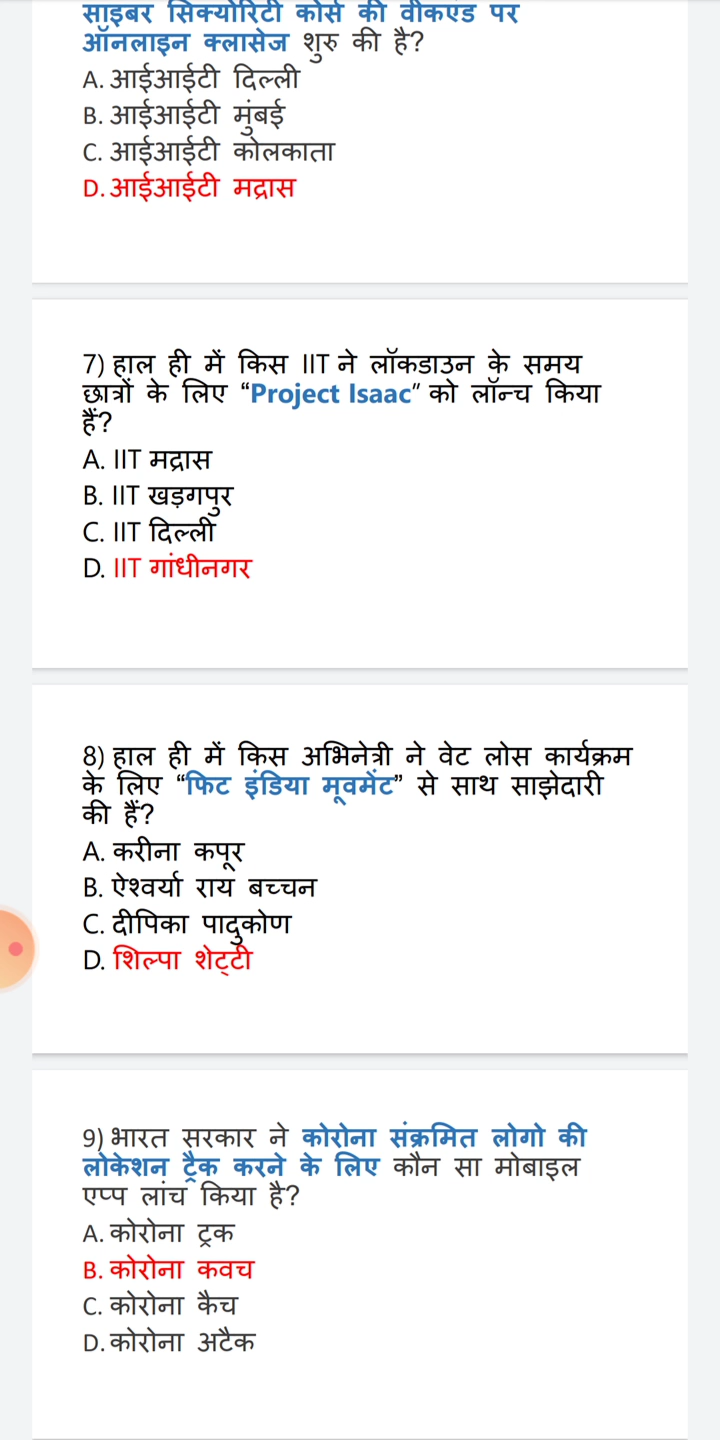 साइबर सिक्योरिटी कोर्स की वीकएंड पर
ऑनलाइन क्लासेज शुरु की है?
A. आईआईटी दिल्ली
B. आईआईटी मुंबई
C. आईआईटी कोलकाता
D. आईआईटी मद्रास
7) हाल ही में किस IIT ने लॉकडाउन के समय
छात्रों के लिए “Project Isaac” को लॉन्च किया
हैं?
A. IIT मद्रास
B. IIT खड़गपुर
C. IIT दिल्ली
D. IIT गांधीनगर
8) हाल ही में किस अभिनेत्री ने वेट लोस कार्यक्रम
के लिए “फिट इंडिया मूवमेंट” से साथ साझेदारी
की हैं?
A. करीना कपूर
B. ऐश्वर्या राय बच्चन
C. दीपिका पादुकोण
D. शिल्पा शेट्टी
9) भारत सरकार ने कोरोना संक्रमित लोगो की
लोकेशन ट्रैक करने के लिए कौन सा मोबाइल
एप्प लांच किया है?
A. कोरोना ट्रक
B. कोरोना कवच
C. कोरोना कैच
D. कोरोना अटैक